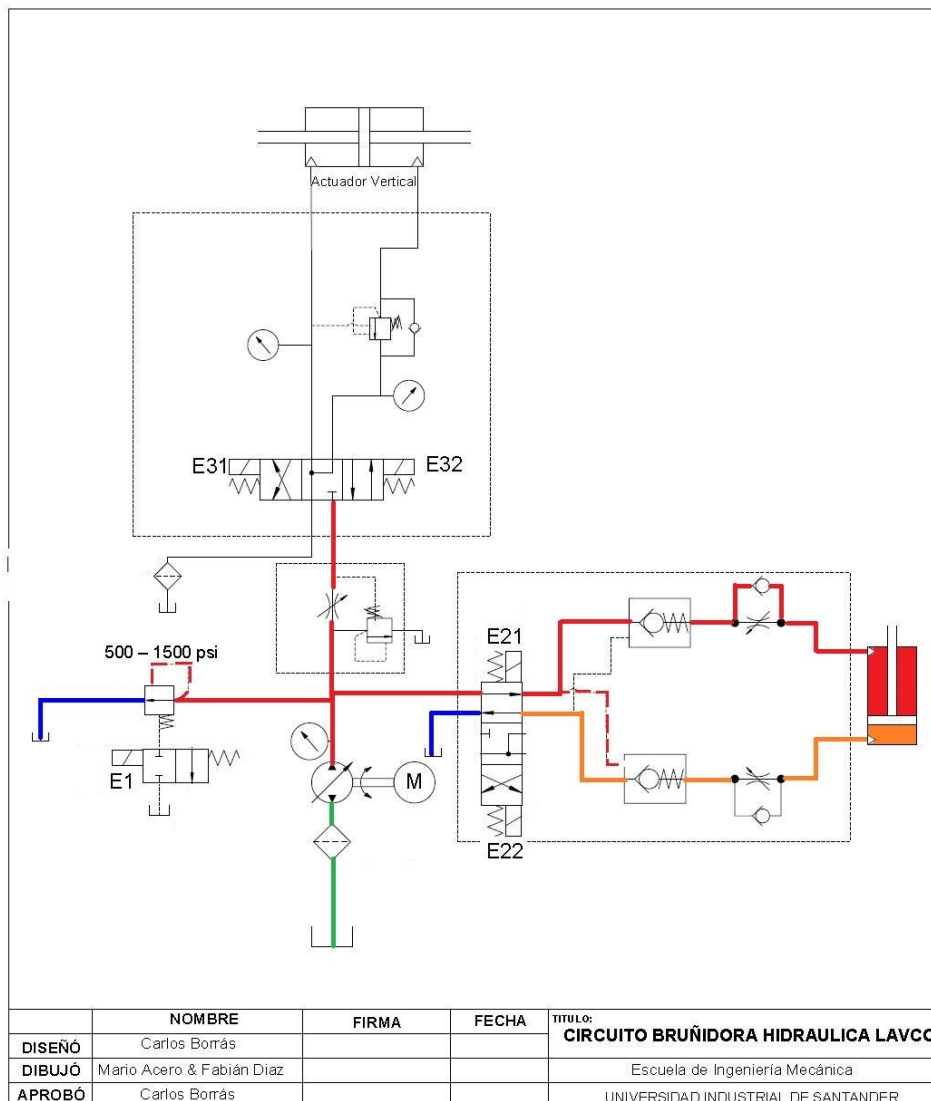 Actuador Vertical
E31
E32
500 – 1500 psi
E21
E1
M
E22
NOMBRE
FIRMA
FECHA
TITULO:
CIRCUITO BRUÑIDORA HIDRAULICA LAVCO
DISEÑÓ
Carlos Borrás
DIBUJÓ
Mario Acero & Fabián Diaz
Escuela de Ingeniería Mecánica
APROBÓ
Carlos Borrás
UNIVERSIDAD INDUSTRIAL DE SANTANDER